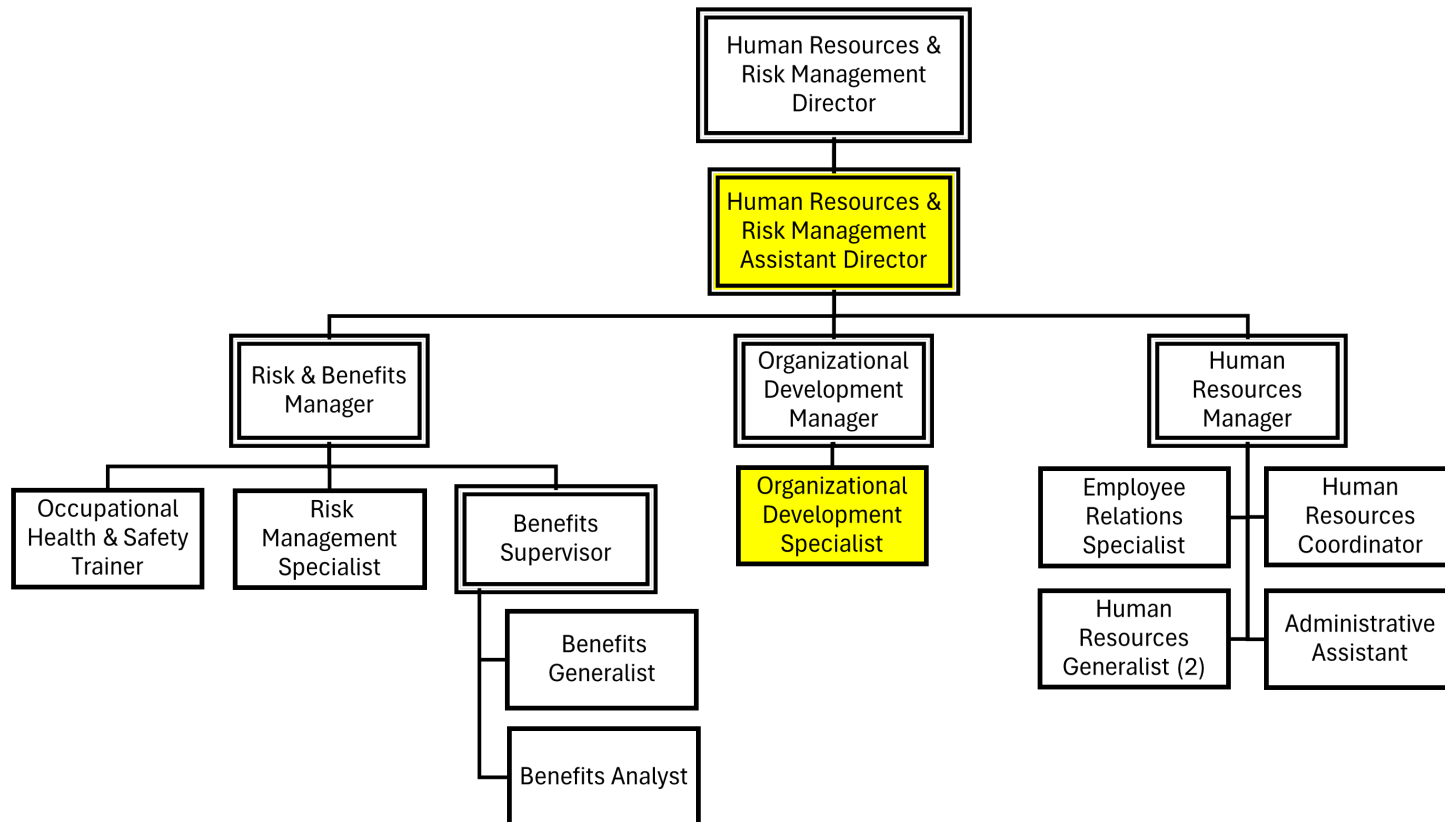 Human Resources &
Risk Management
Director
Human Resources &
Risk Management
Assistant Director
Risk & Benefits
Manager
Organizational
Development
Manager
Human
Resources
Manager
Occupational
Health & Safety
Trainer
Risk
Management
Specialist
Benefits
Supervisor
Benefits
Generalist
Benefits Analyst
Organizational
Development
Specialist
Employee
Relations
Specialist
Human
Resources
Coordinator
Human
Resources
Generalist (2)
Administrative
Assistant